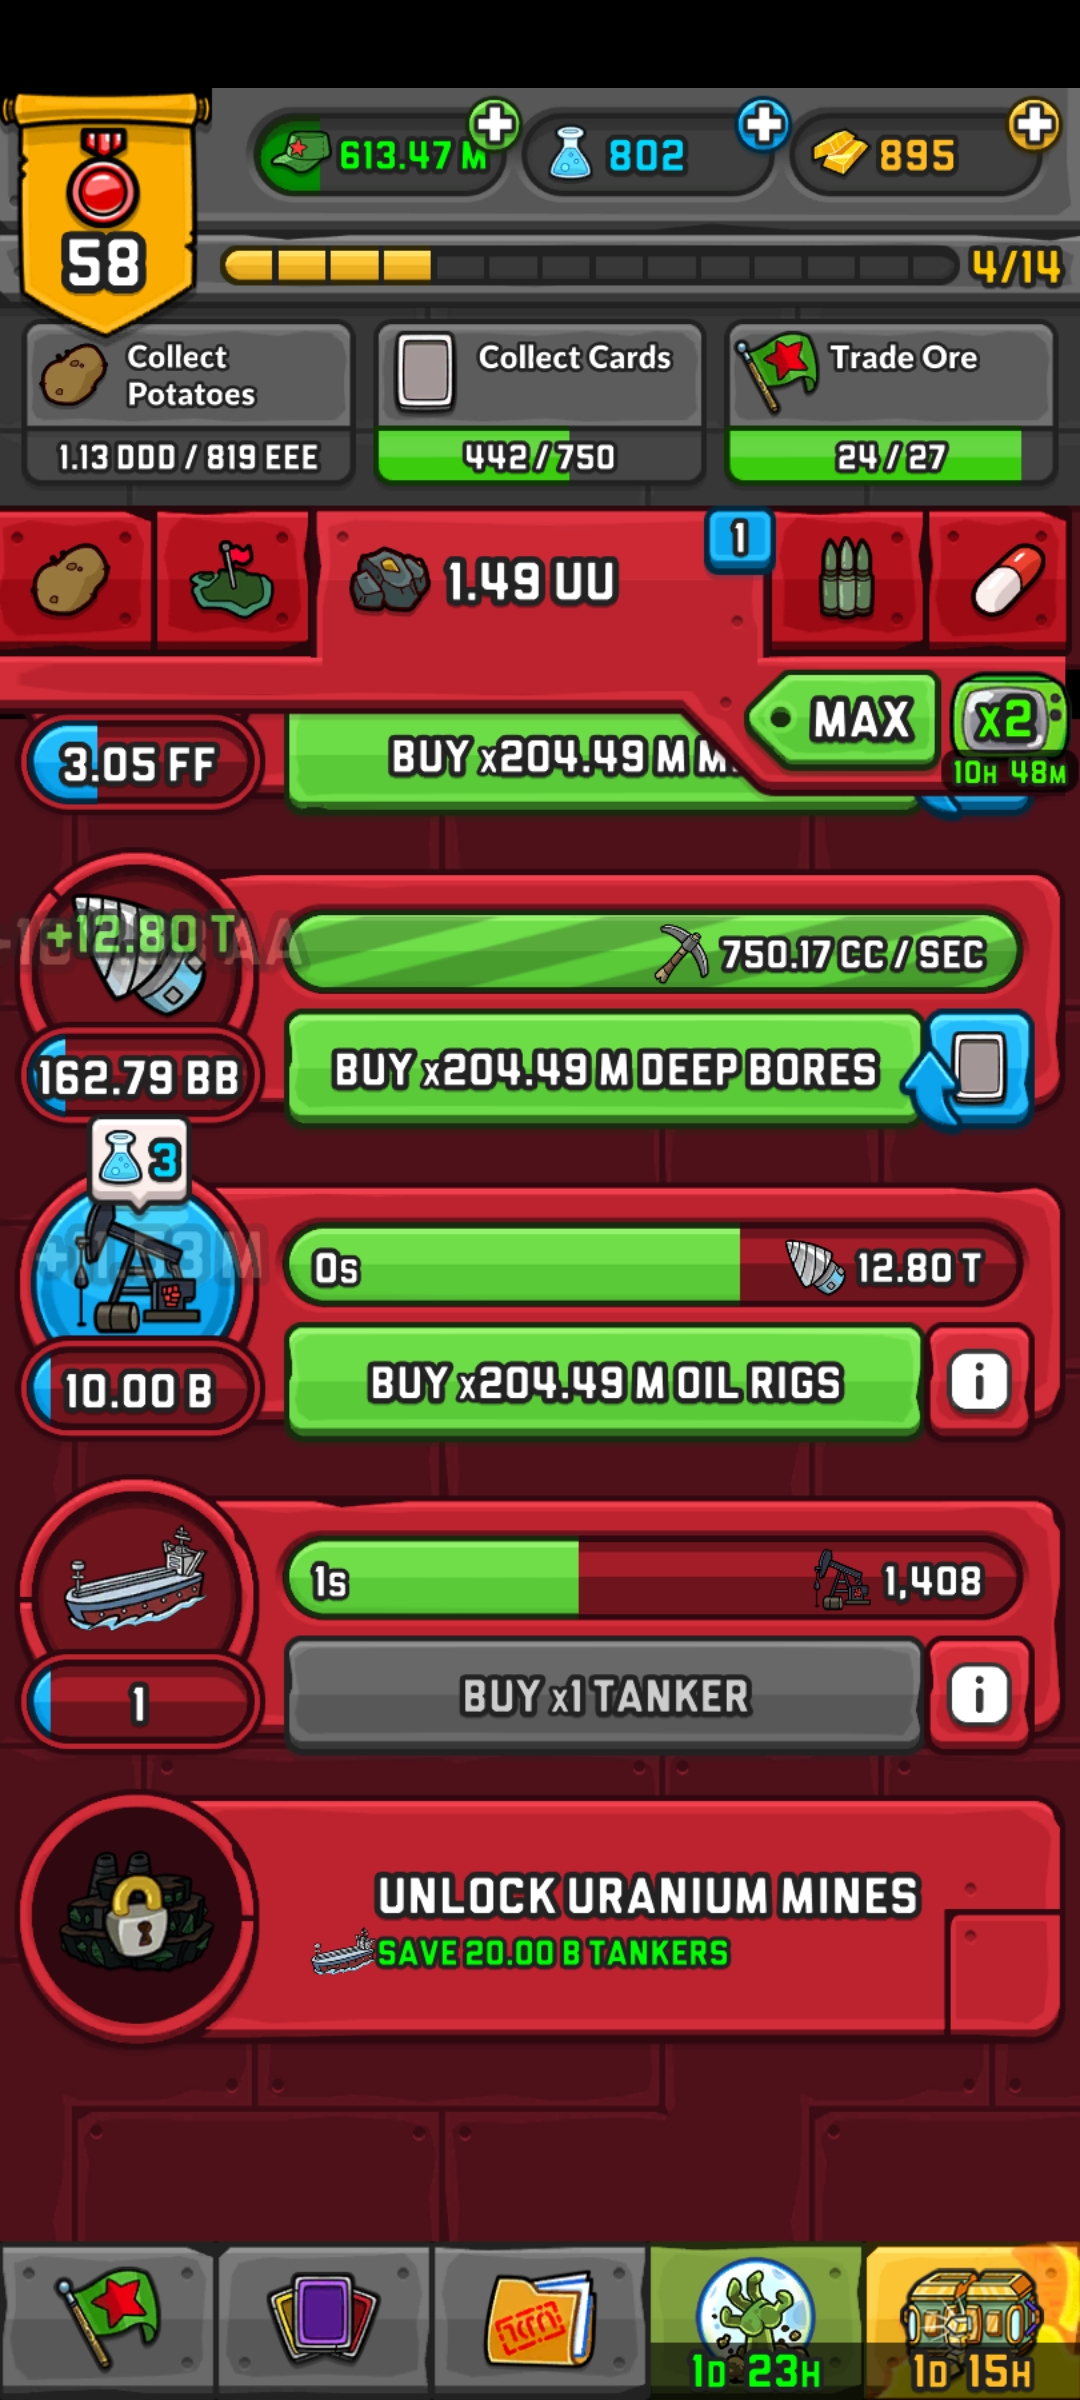 613.47 M
802
895
58
4/14
Collect
Potatoes
Collect Cards
Trade Ore
1.13 DDD / 819 EEE
442/750
24/27
1.49 UU
1
MAX
x2
10H 48M
3.05 FF
BUY x204.49 M M
+12.80 T
750.17 CC / SEC
162.79 BB
BUY x204.49 M DEEP BORES
3
0s
12.80 T
10.00 B
BUY x204.49 M OIL RIGS
1s
1,408
1
BUY x1 TANKER
UNLOCK URANIUM MINES
SAVE 20.00 B TANKERS
1D 23H
1D 15H